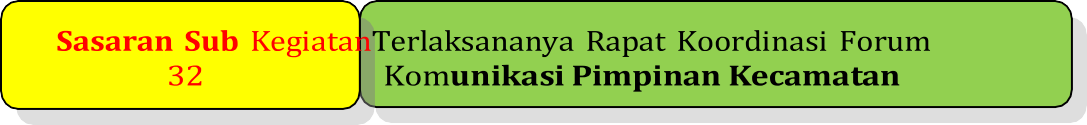 Sasaran Sub Kegiatan
32
Terlaksananya Rapat Koordinasi Forum
Komunikasi Pimpinan Kecamatan